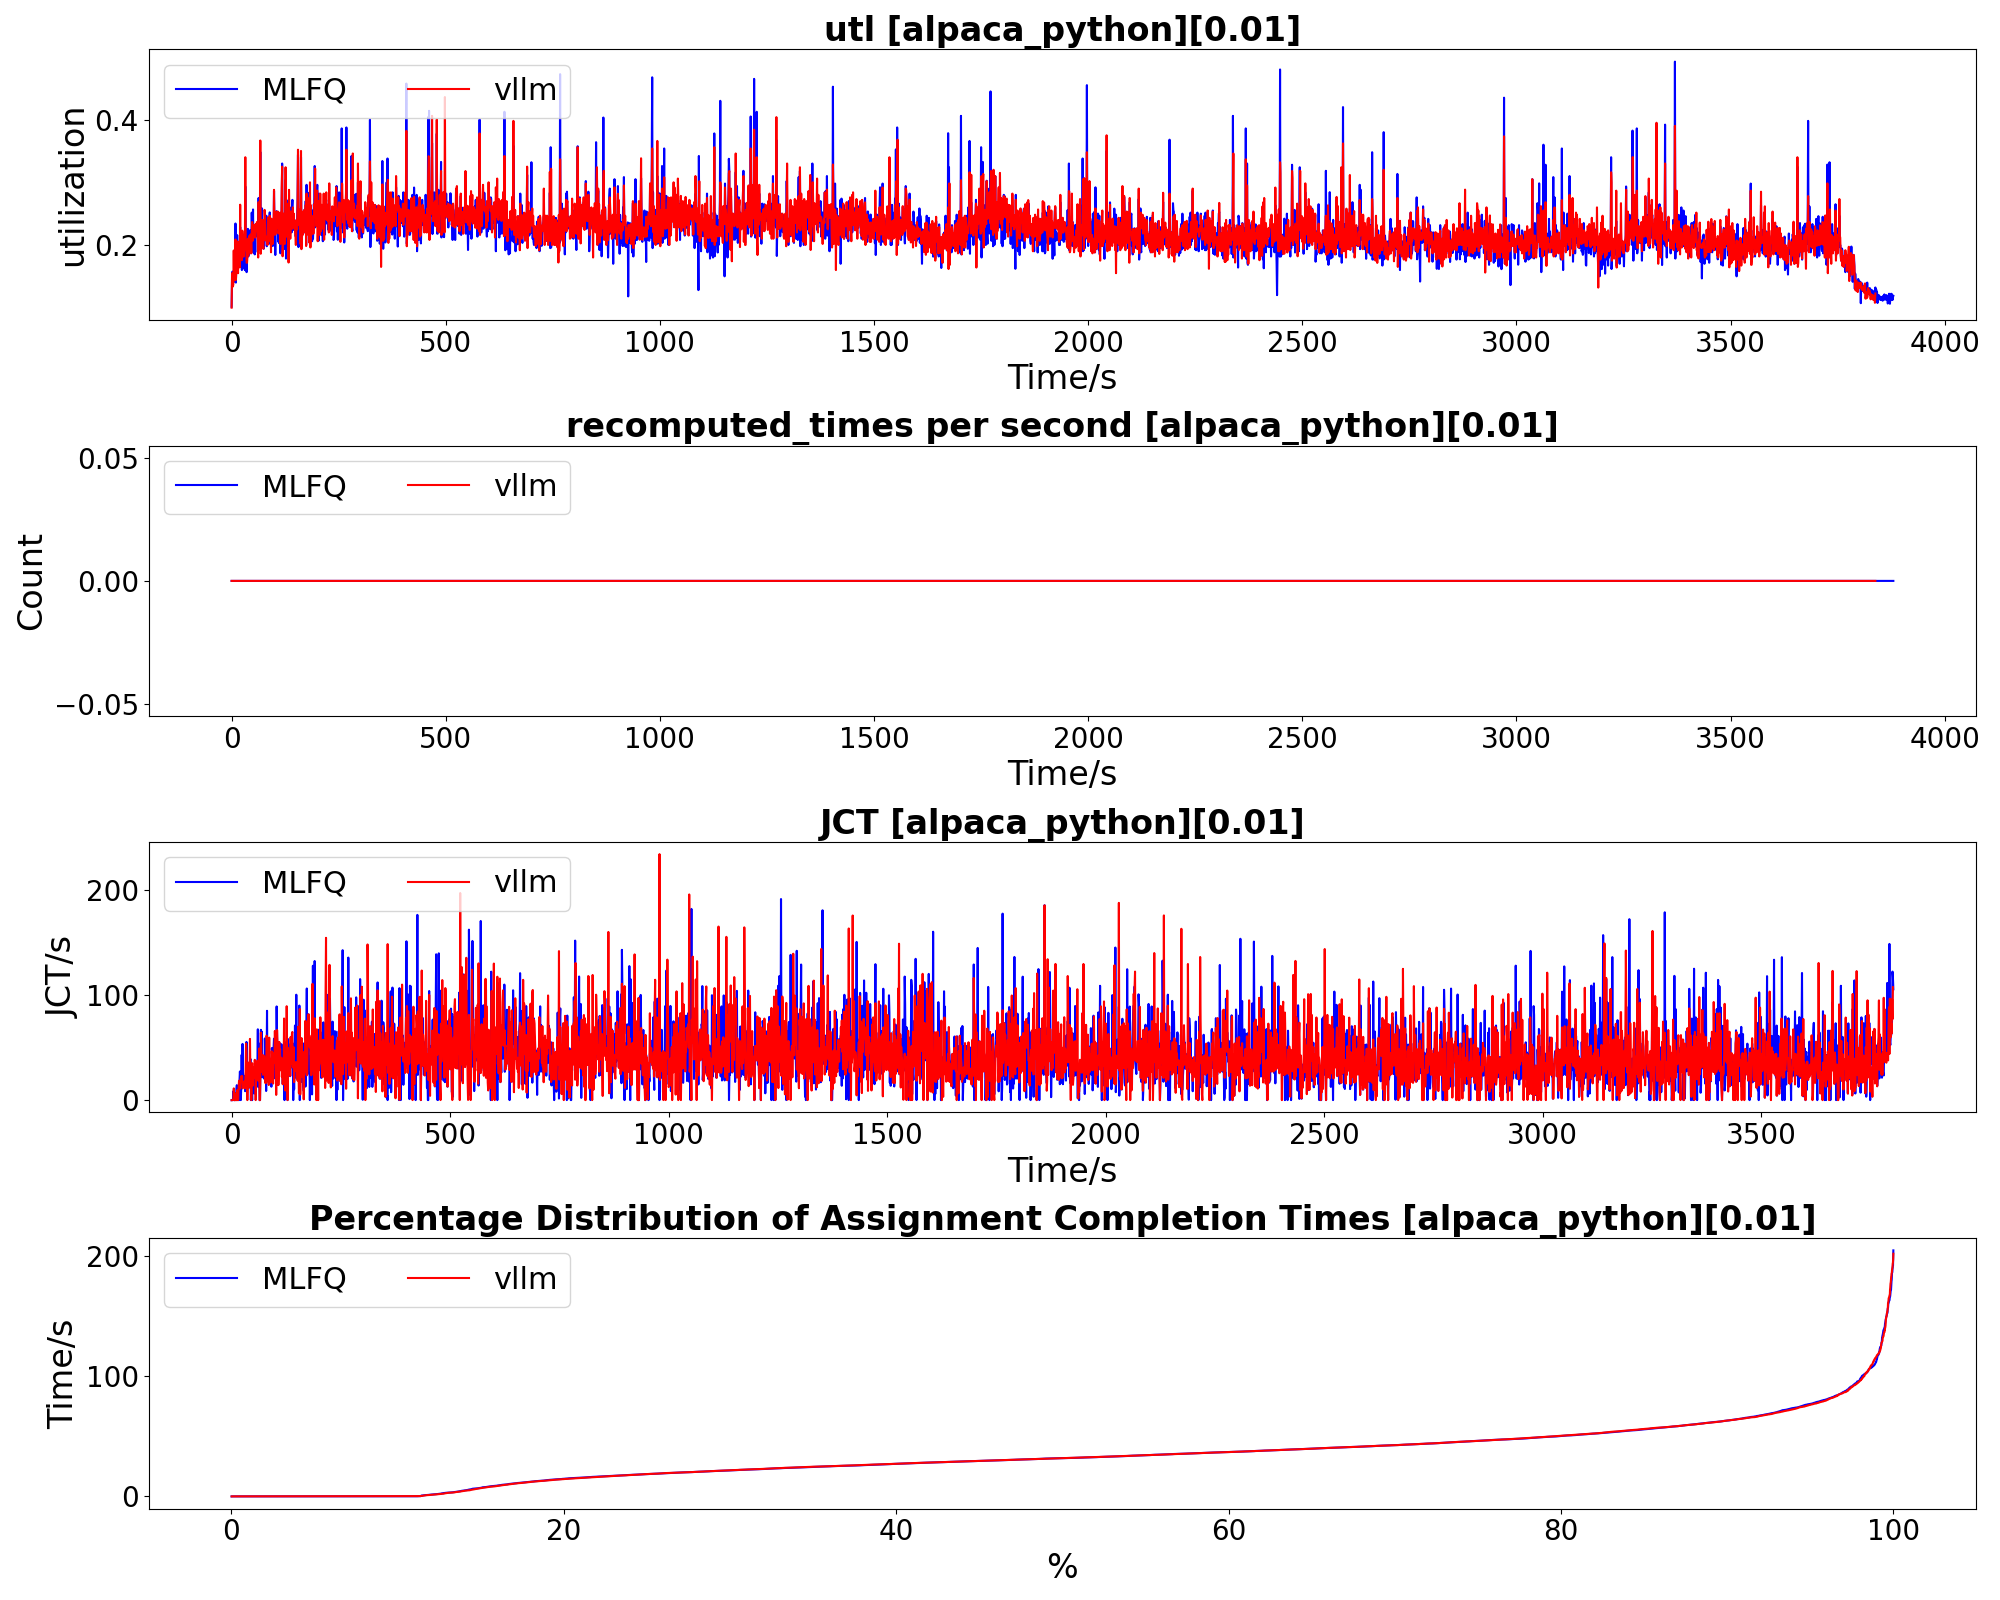 utl [alpaca_python][0.01]
MLFQ vllm
utilization
0.4
0.2
0 500 1000 1500 2000 2500 3000 3500 4000
Time/s
recomputed_times per second [alpaca_python][0.01]
MLFQ vllm
Count
0.05
0.00
−0.05
0 500 1000 1500 2000 2500 3000 3500 4000
Time/s
JCT [alpaca_python][0.01]
MLFQ vllm
JCT/s
200
100
0
0 500 1000 1500 2000 2500 3000 3500
Time/s
Percentage Distribution of Assignment Completion Times [alpaca_python][0.01]
MLFQ vllm
Time/s
200
100
0
0 20 40 60 80 100
%